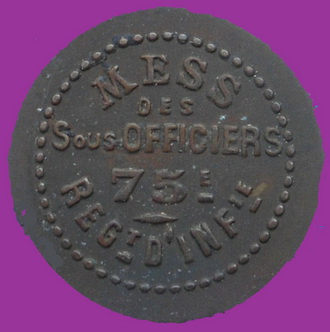 MESS
DES
Sous OFFICIERS
75E
REGT D'INFIE